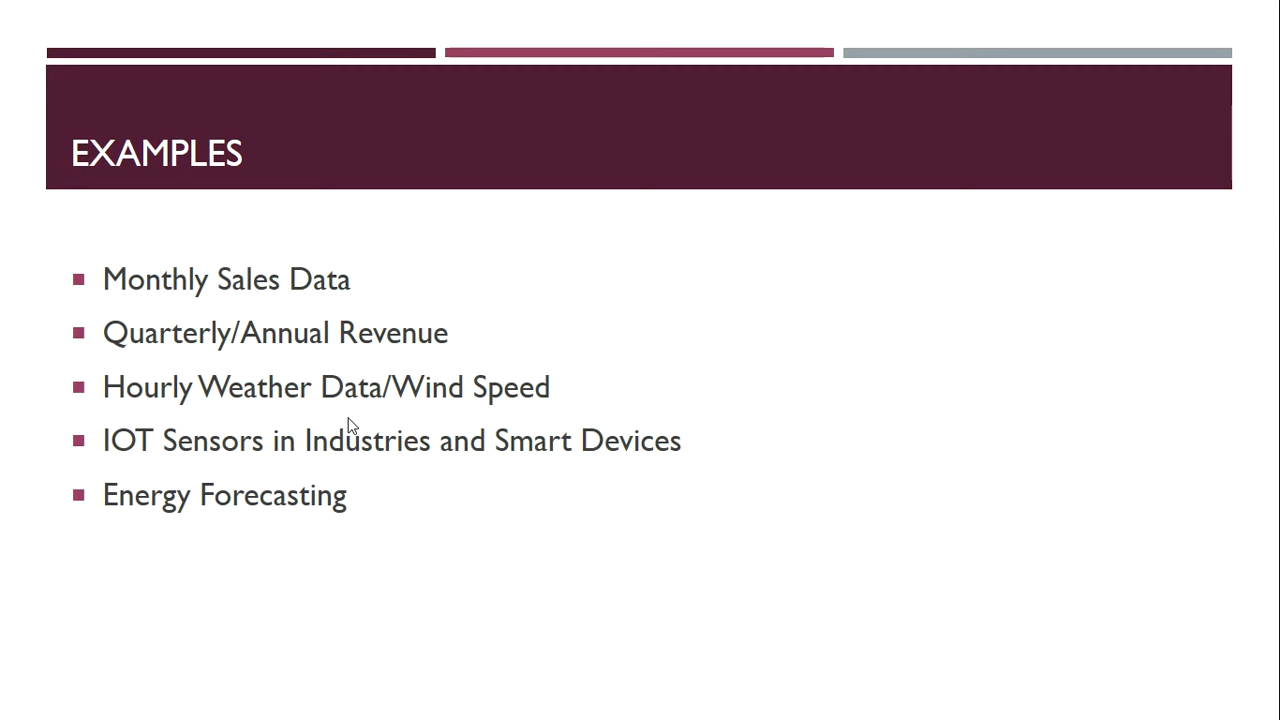 EXAMPLES
Monthly Sales Data
Quarterly/Annual Revenue
Hourly Weather Data/Wind Speed
IOT Sensors in Industries and Smart Devices
Energy Forecasting